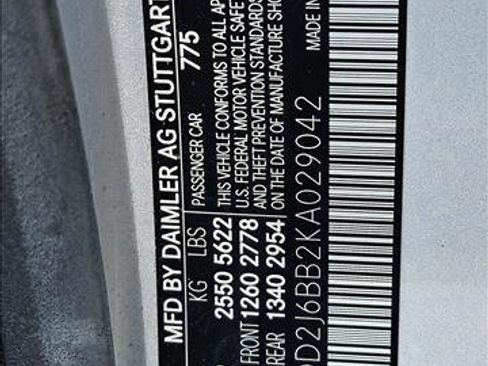 MFD BY DAIMLER AG STUTTGART
775
KG LBS PASSENGER CAR
2550 5622 THIS VEHICLE CONFORMS TO ALL
FRONT 1260 2778 U.S. FEDERAL MOTOR VEHICLE SAFE
REAR 1340 2954 AND THEFT PREVENTION STANDARDS
ON THE DATE OF MANUFACTURE SHO
DD2J6BB2KA029042 MADE IN